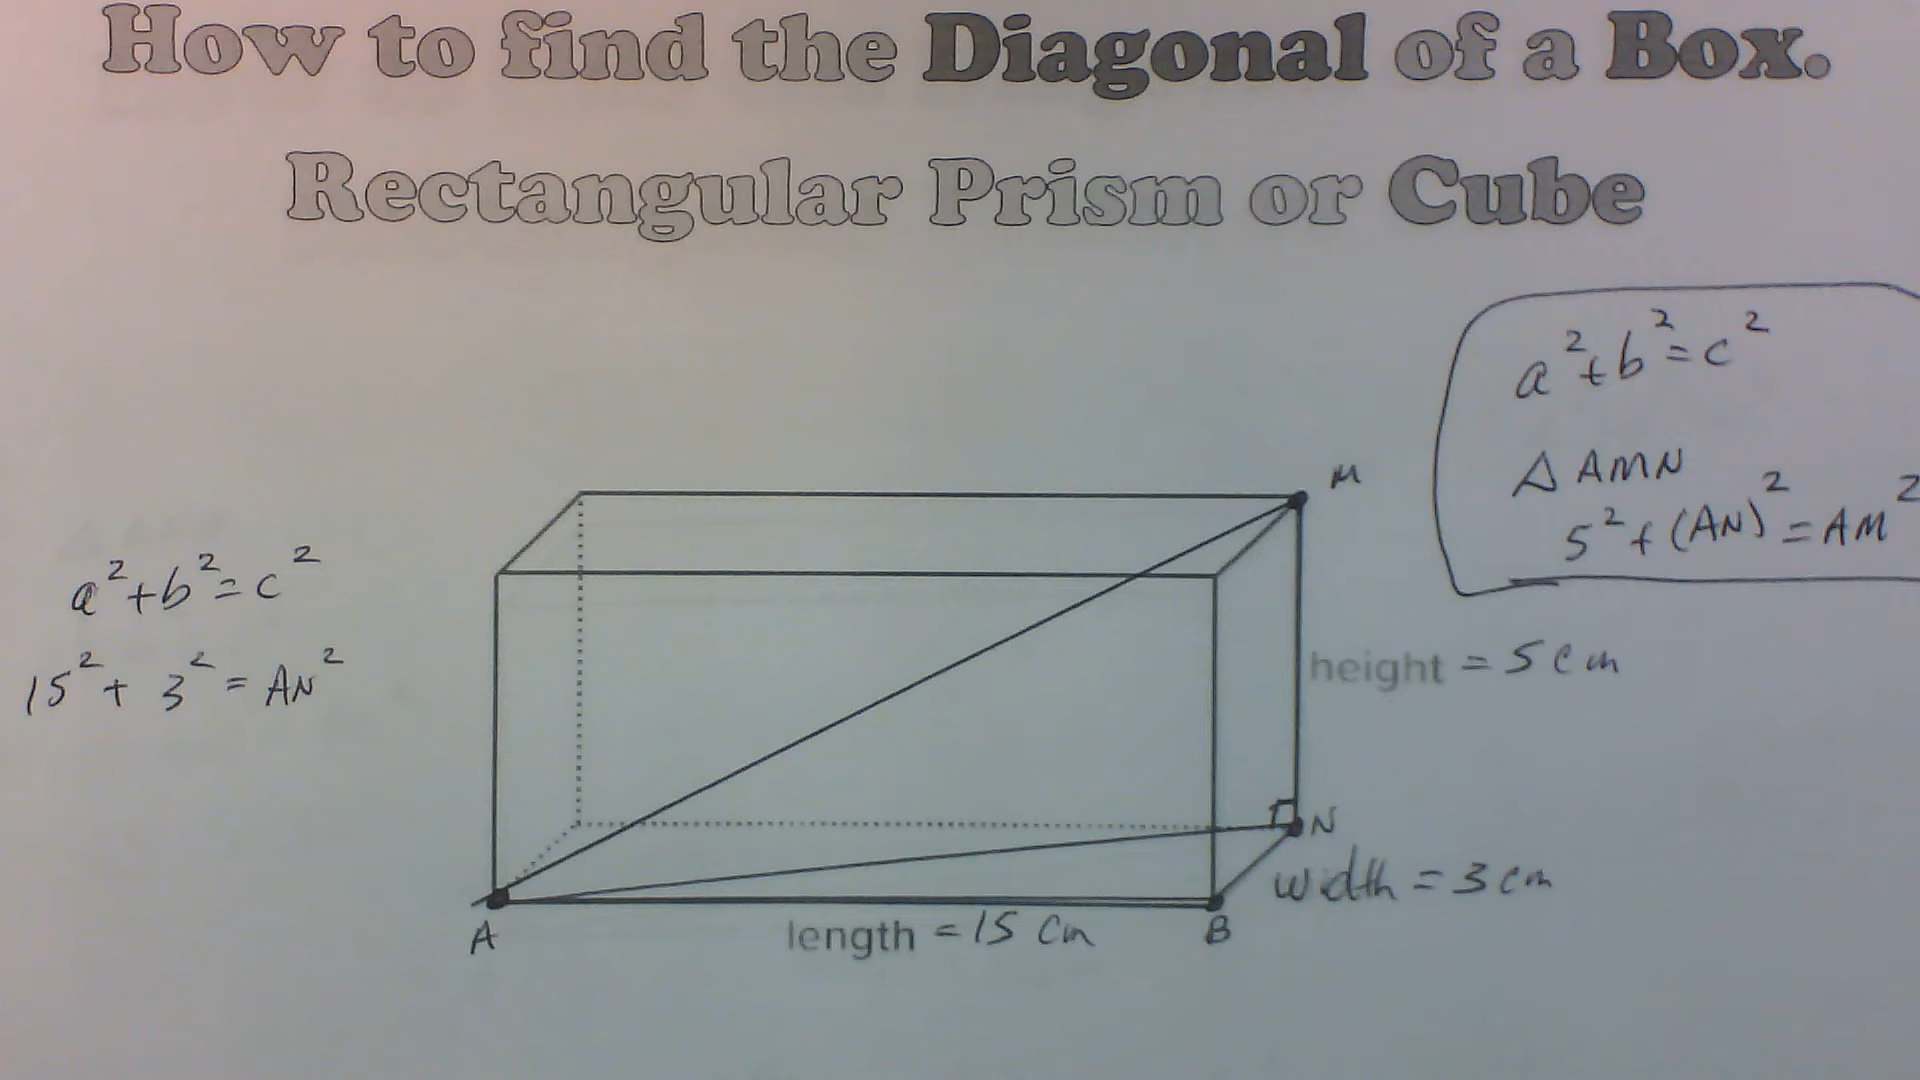 How to find the Diagonal of a Box.
Rectangular Prism or Cube
a²+b²=c²
△ AMN
5²+(AN)²=AM²
M
a²+b²=c²
15²+3²=AN²
height = 5 cm
N
width = 3 cm
A
length = 15 cm
B